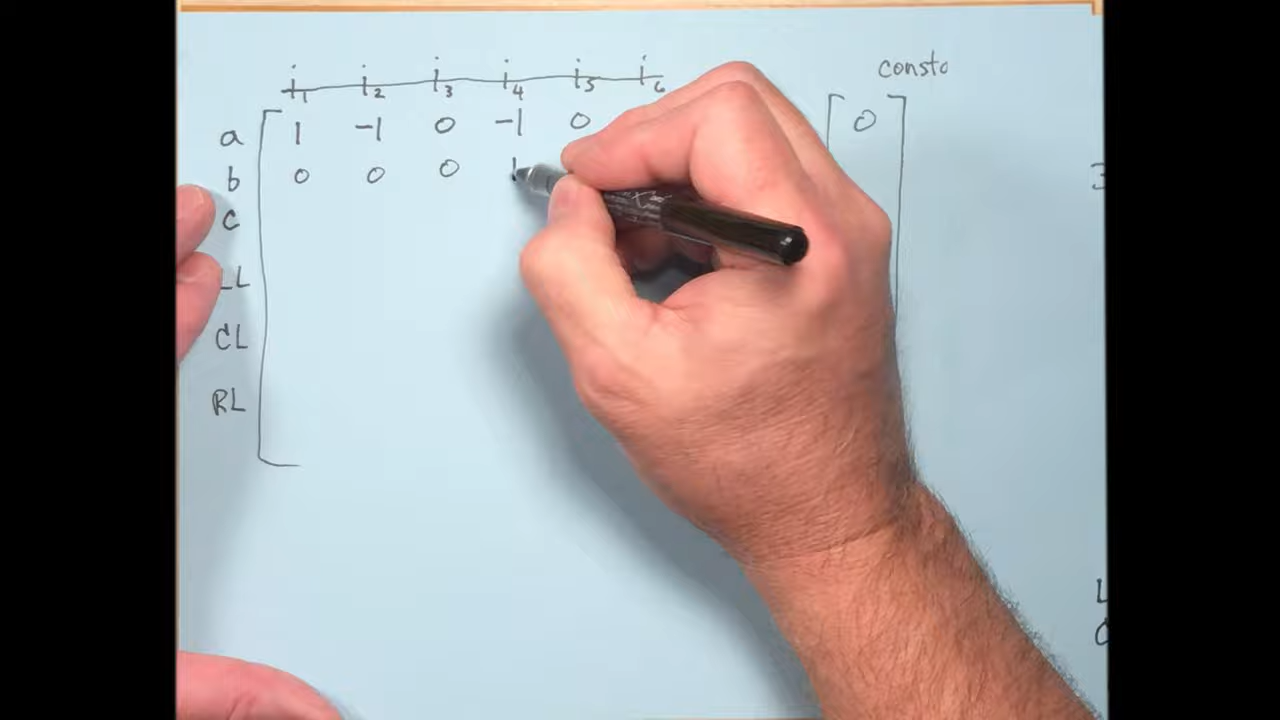 i₁ i₂ i₃ i₄ i₅ i₆ consto
a 1 -1 0 -1 0 0
b 0 0 0 1
C
LL
CL
RL